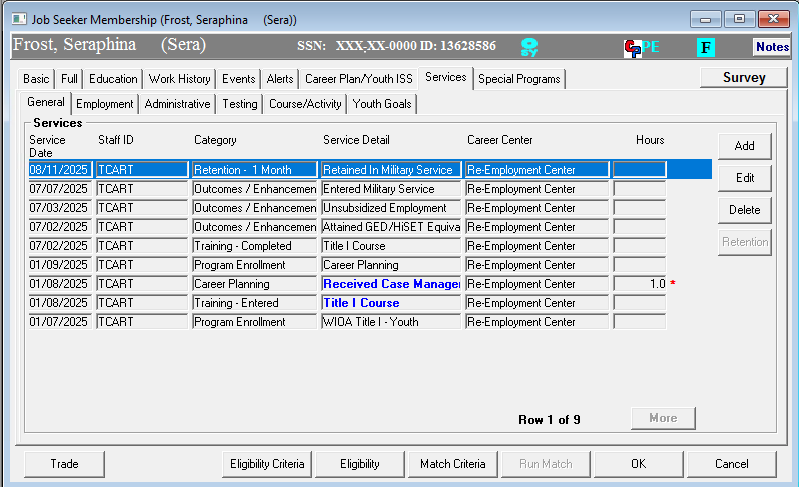 Job Seeker Membership (Frost, Seraphina (Sera))
Frost, Seraphina (Sera) SSN: XXX-XX-0000 ID: 13628586 PE F Notes
Basic Full Education Work History Events Alerts Career Plan/Youth ISS Services Special Programs Survey
General Employment Administrative Testing Course/Activity Youth Goals
Services
Service Date Staff ID Category Service Detail Career Center Hours
Add
08/11/2025 TCART Retention - 1 Month Retained In Military Service Re-Employment Center
Edit
07/07/2025 TCART Outcomes / Enhancemen Entered Military Service Re-Employment Center
07/03/2025 TCART Outcomes / Enhancemen Unsubsidized Employment Re-Employment Center
Delete
07/02/2025 TCART Outcomes / Enhancemen Attained GED/HiSET Equiva Re-Employment Center
07/02/2025 TCART Training - Completed Title I Course Re-Employment Center
Retention
01/09/2025 TCART Program Enrollment Career Planning Re-Employment Center
01/08/2025 TCART Career Planning Received Case Manager Re-Employment Center 1.0 *
01/08/2025 TCART Training - Entered Title I Course Re-Employment Center
01/07/2025 TCART Program Enrollment WIOA Title I - Youth Re-Employment Center
Row 1 of 9 More
Trade Eligibility Criteria Eligibility Match Criteria Run Match OK Cancel